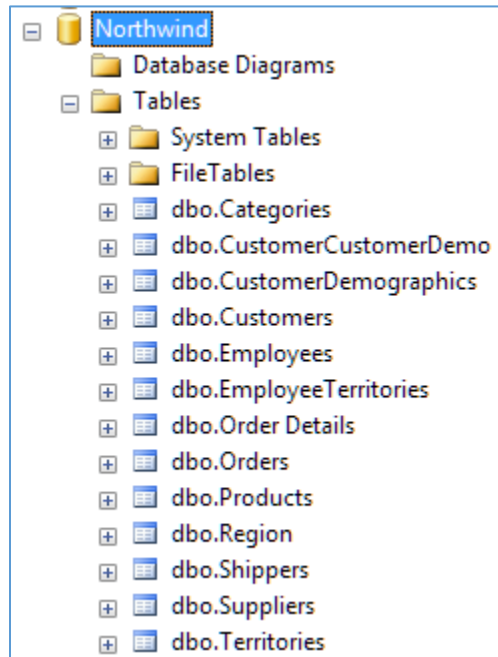 Northwind
Database Diagrams
Tables
System Tables
FileTables
dbo.Categories
dbo.CustomerCustomerDemo
dbo.CustomerDemographics
dbo.Customers
dbo.Employees
dbo.EmployeeTerritories
dbo.Order Details
dbo.Orders
dbo.Products
dbo.Region
dbo.Shippers
dbo.Suppliers
dbo.Territories